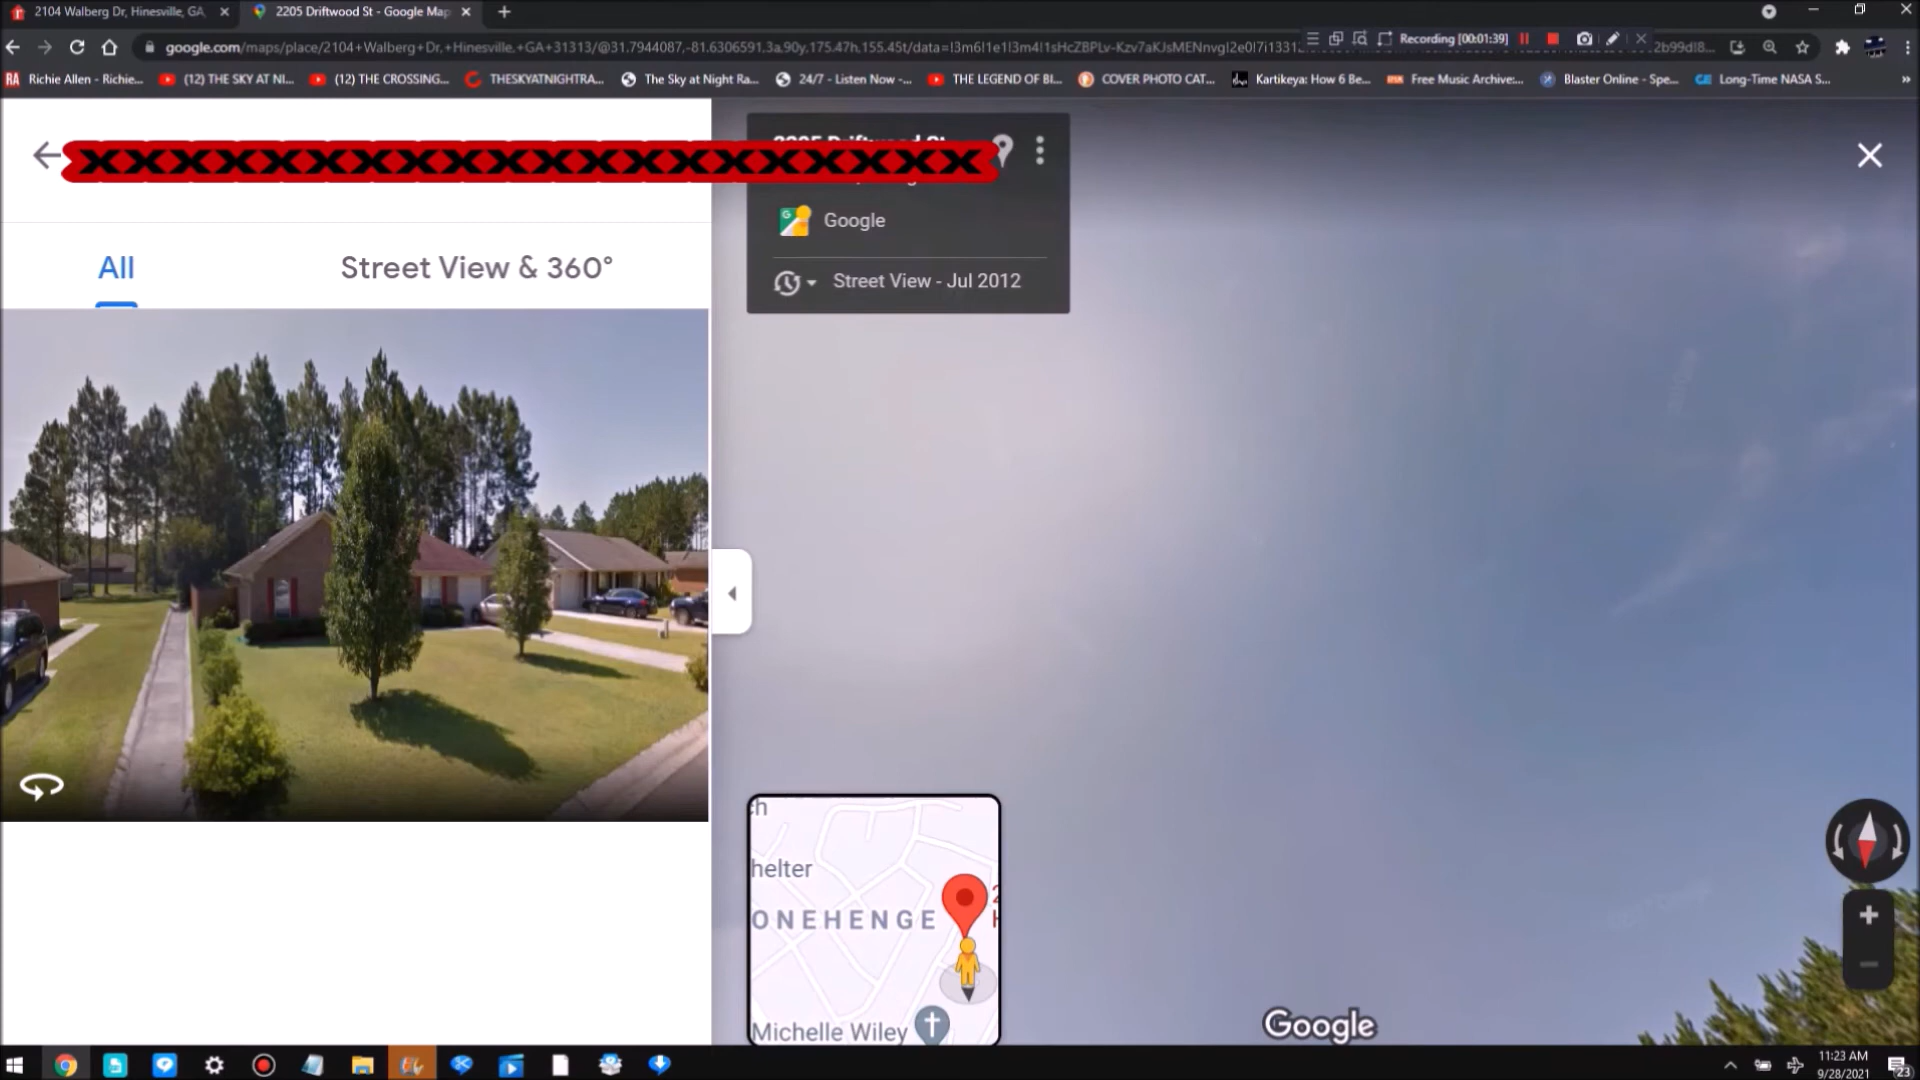 2104 Walberg Dr, Hinesville, GA,
2205 Driftwood St - Google Map
google.com/maps/place/2104+Walberg+Dr,+Hinesville,+GA+31313/@31.7944087,-81.6306591,3a,90y,175.47h,155.45t/data=!3m6!1e1!3m4!1sHcZBPLv-Kzv7aKJsMENnvg!2e0!7i1331
Recording [00:01:39]
2b99d!8...
RA Richie Allen - Richie...
(12) THE SKY AT NI...
(12) THE CROSSING...
THESKYATNIGHTRA...
The Sky at Night Ra...
24/7 - Listen Now -...
THE LEGEND OF BI...
COVER PHOTO CAT...
Kartikeya: How 6 Be...
Free Music Archive:...
Blaster Online - Spe...
Long-Time NASA S...
Google
All
Street View & 360°
Street View - Jul 2012
helter
ONEHENGE
Michelle Wiley
Google
11:23 AM
9/28/2021
23